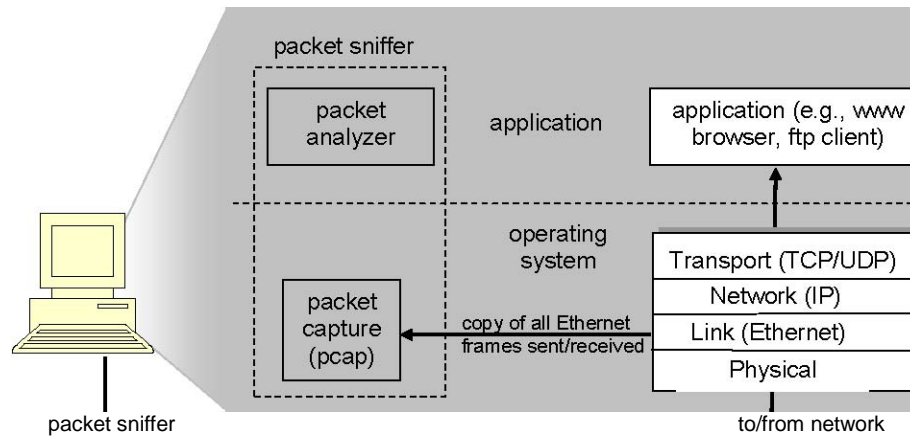 packet sniffer
packet
analyzer
application
application (e.g., www
browser, ftp client)
operating
system
packet
capture
(pcap)
copy of all Ethernet
frames sent/received
Transport (TCP/UDP)
Network (IP)
Link (Ethernet)
Physical
packet sniffer
to/from network